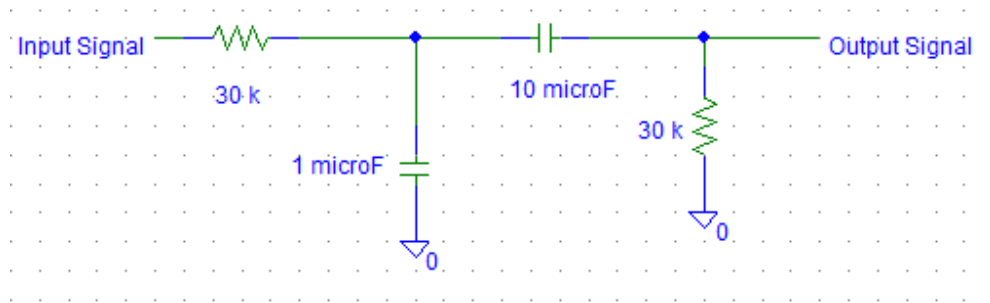 Input Signal
Output Signal
30 k
10 microF
30 k
1 microF
0
0